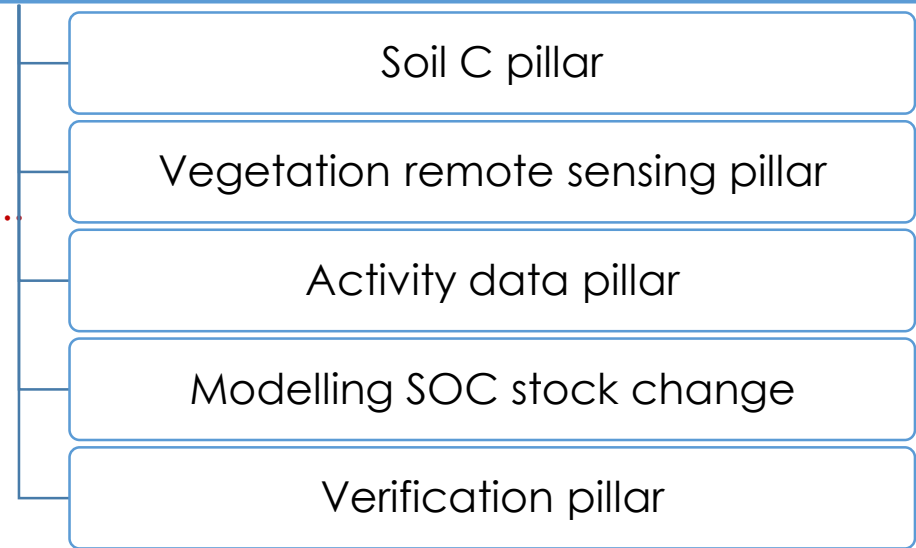 Soil C pillar
Vegetation remote sensing pillar
Activity data pillar
Modelling SOC stock change
Verification pillar